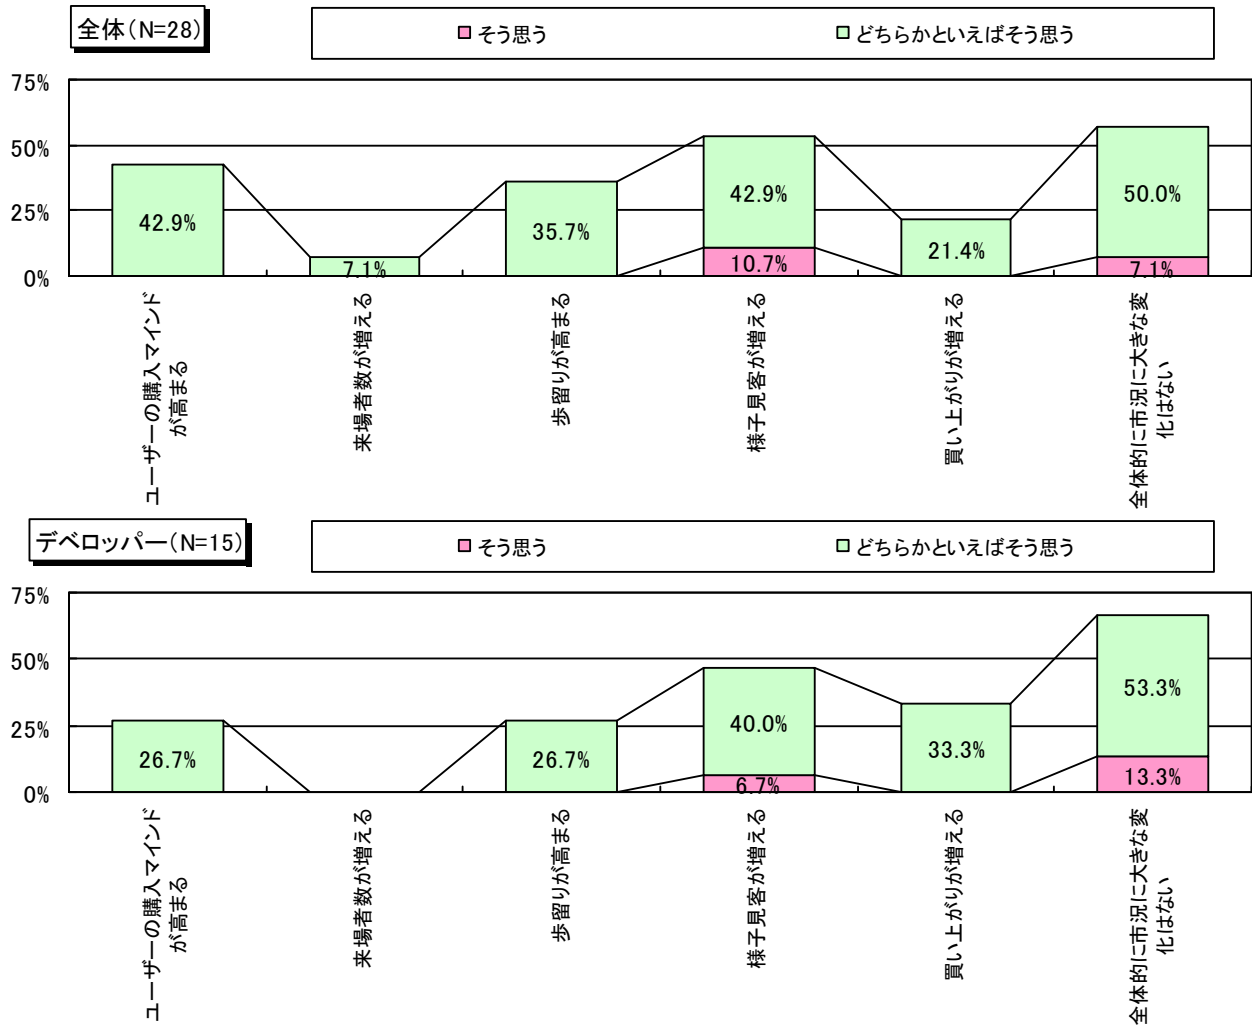 全体(N=28)
そう思う
どちらかといえばそう思う
75%
50%
25%
0%
42.9%
7.1%
35.7%
42.9%
10.7%
21.4%
50.0%
7.1%
ユーザーの購入マインド
が高まる
来場者数が増える
歩留りが高まる
様子見客が増える
買い上がりが増える
全体的に市況に大きな変
化はない
デベロッパー(N=15)
そう思う
どちらかといえばそう思う
75%
50%
25%
0%
26.7%
26.7%
40.0%
6.7%
33.3%
53.3%
13.3%
ユーザーの購入マインド
が高まる
来場者数が増える
歩留りが高まる
様子見客が増える
買い上がりが増える
全体的に市況に大きな変
化はない